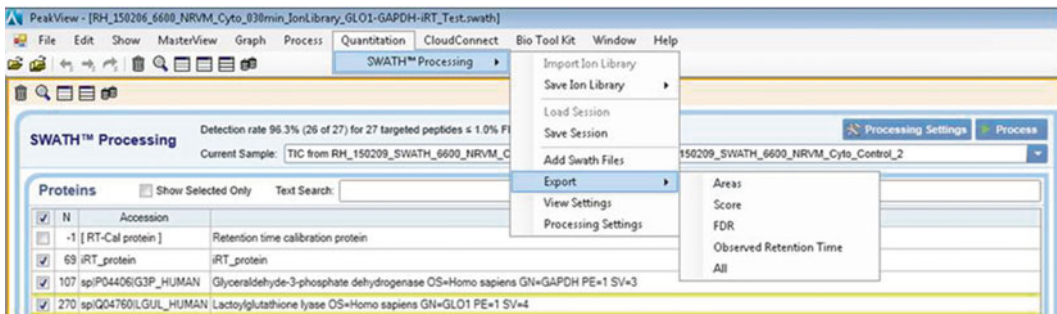 PeakView - [RH_150206_6600_NRVM_Cyto_030min_IonLibrary_GLO1-GAPDH-iRT_Test.swath]
File Edit Show MasterView Graph Process Quantitation CloudConnect Bio Tool Kit Window Help
SWATH™ Processing
Import Ion Library
Save Ion Library
Load Session
Save Session
Add Swath Files
Export
View Settings
Processing Settings
Areas
Score
FDR
Observed Retention Time
All
SWATH™ Processing
Detection rate 96.3% (26 of 27) for 27 targeted peptides ≤ 1.0%
Processing Settings Process
Current Sample: TIC from RH_150209_SWATH_6600_NRVM_C 150209_SWATH_6600_NRVM_Cyto_Control_2
Proteins Show Selected Only Text Search:
N Accession
-1 [ RT-Cal protein ] Retention time calibration protein
69 iRT_protein iRT_protein
107 sp|P04406|G3P_HUMAN Glyceraldehyde-3-phosphate dehydrogenase OS=Homo sapiens GN=GAPDH PE=1 SV=3
270 sp|Q04760|LGUL_HUMAN Lactoylglutathione lyase OS=Homo sapiens GN=GLO1 PE=1 SV=4